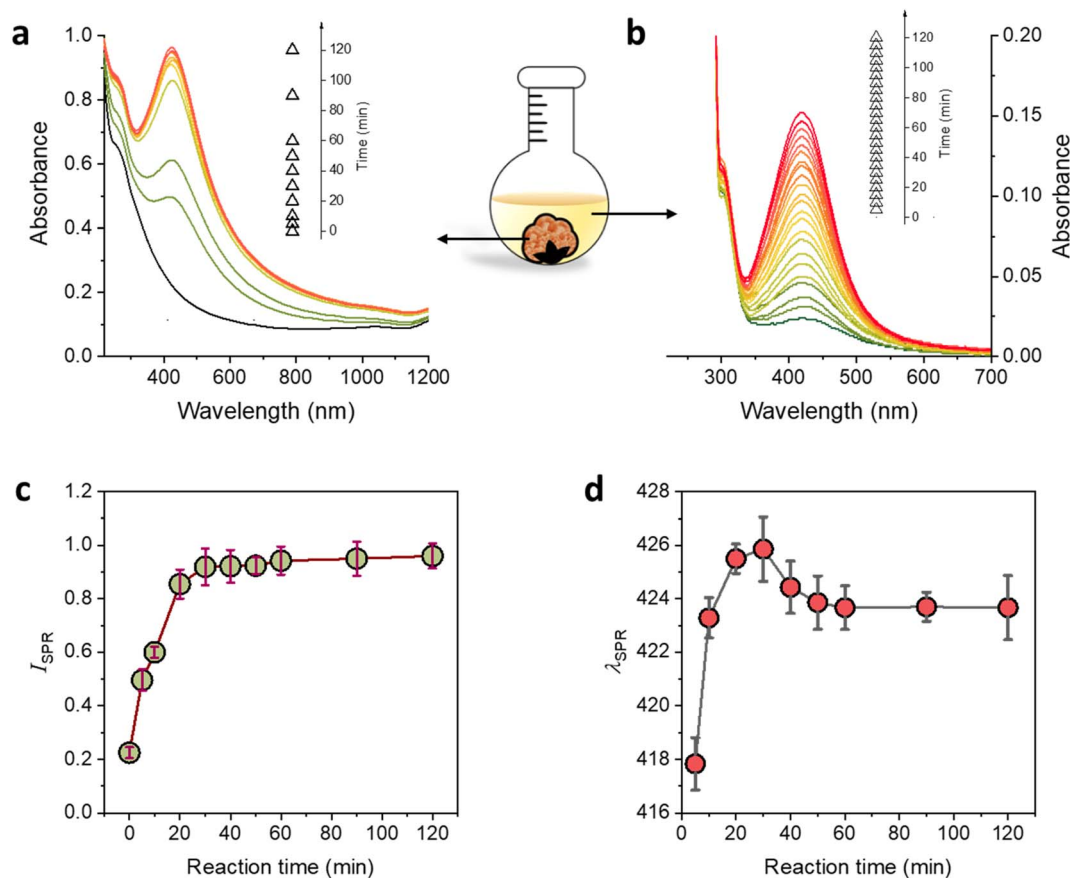 a
1.0
0.8
0.6
0.4
0.2
0.0
Absorbance
400 600 800 1000 1200
Wavelength (nm)
120
100
80
60
40
20
0
Time (min)
b
0.20
0.15
0.10
0.05
0.00
Absorbance
300 400 500 600 700
Wavelength (nm)
120
100
80
60
40
20
0
Time (min)
c
1.2
1.0
0.8
0.6
0.4
0.2
0.0
I SPR
0 20 40 60 80 100 120
Reaction time (min)
d
428
426
424
422
420
418
416
λ SPR
0 20 40 60 80 100 120
Reaction time (min)